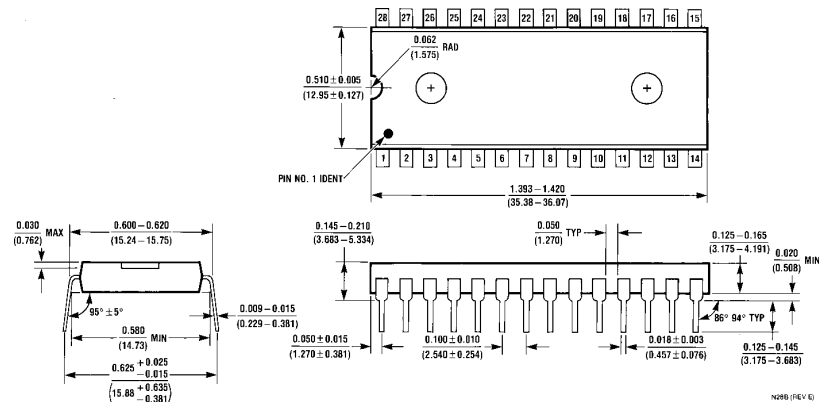 28 27 26 25 24 23 22 21 20 19 18 17 16 15
0.062
(1.575)
RAD
0.510 ± 0.005
(12.95 ± 0.127)
PIN NO. 1 IDENT
1 2 3 4 5 6 7 8 9 10 11 12 13 14
1.393 – 1.420
(35.38 – 36.07)
0.030
(0.762)
MAX
0.600 – 0.620
(15.24 – 15.75)
95° ± 5°
0.009 – 0.015
(0.229 – 0.381)
0.580
(14.73)
MIN
0.625 +0.025
−0.015
(15.88 +0.635
−0.381)
0.145 – 0.210
(3.683 – 5.334)
0.050
(1.270)
TYP
0.125 – 0.165
(3.175 – 4.191)
0.020
(0.508)
MIN
0.050 ± 0.015
(1.270 ± 0.381)
0.100 ± 0.010
(2.540 ± 0.254)
0.018 ± 0.003
(0.457 ± 0.076)
86° 94° TYP
0.125 – 0.145
(3.175 – 3.683)
N28B (REV E)